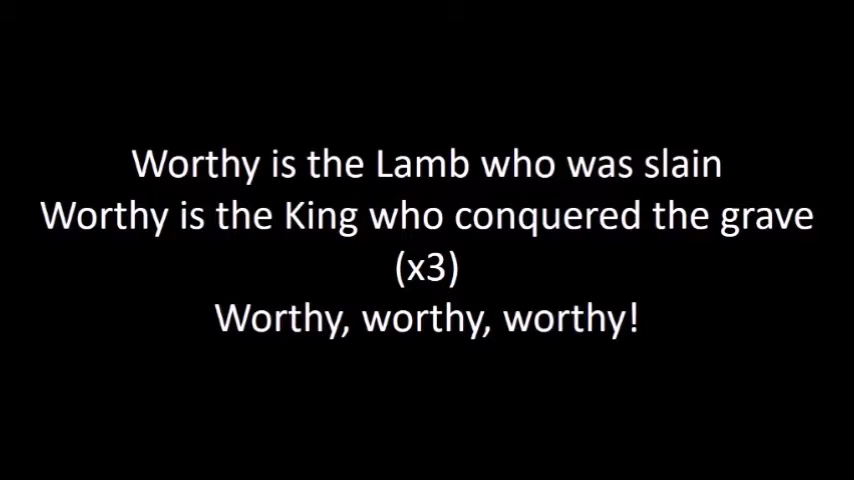 Worthy is the Lamb who was slain
Worthy is the King who conquered the grave
(x3)
Worthy, worthy, worthy!